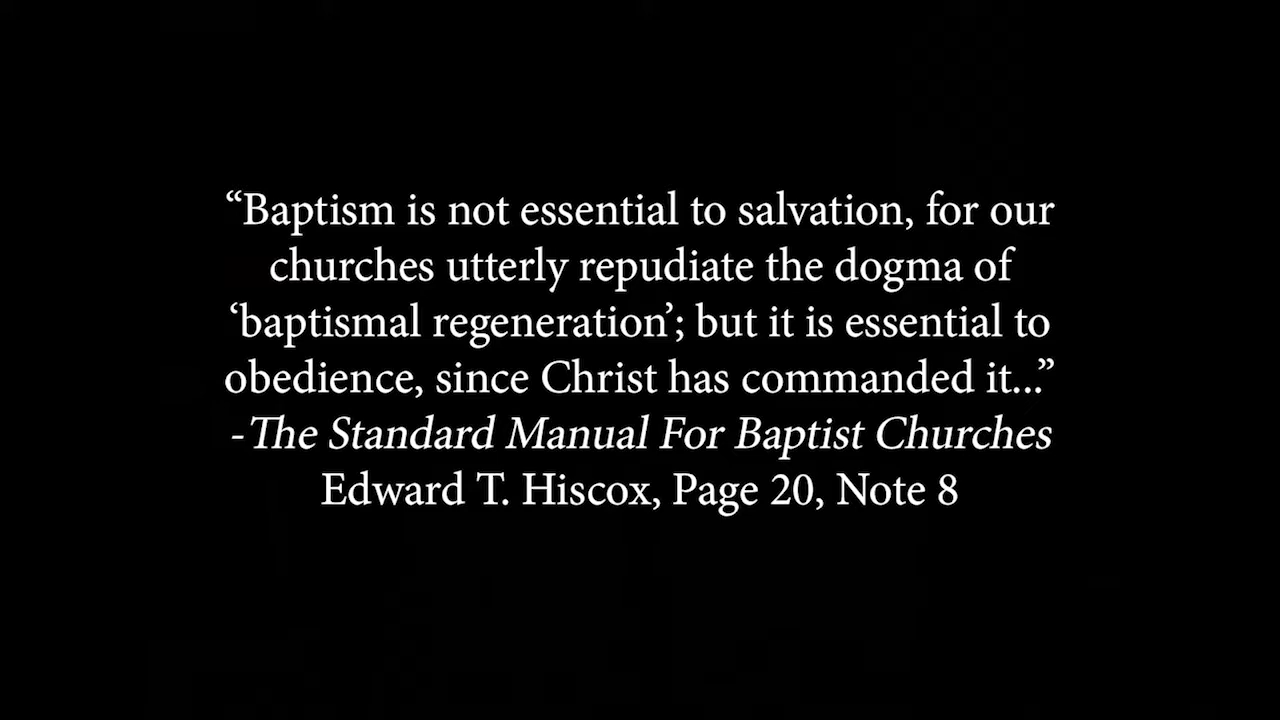 “Baptism is not essential to salvation, for our
churches utterly repudiate the dogma of
‘baptismal regeneration’; but it is essential to
obedience, since Christ has commanded it...”
-The Standard Manual For Baptist Churches
Edward T. Hiscox, Page 20, Note 8